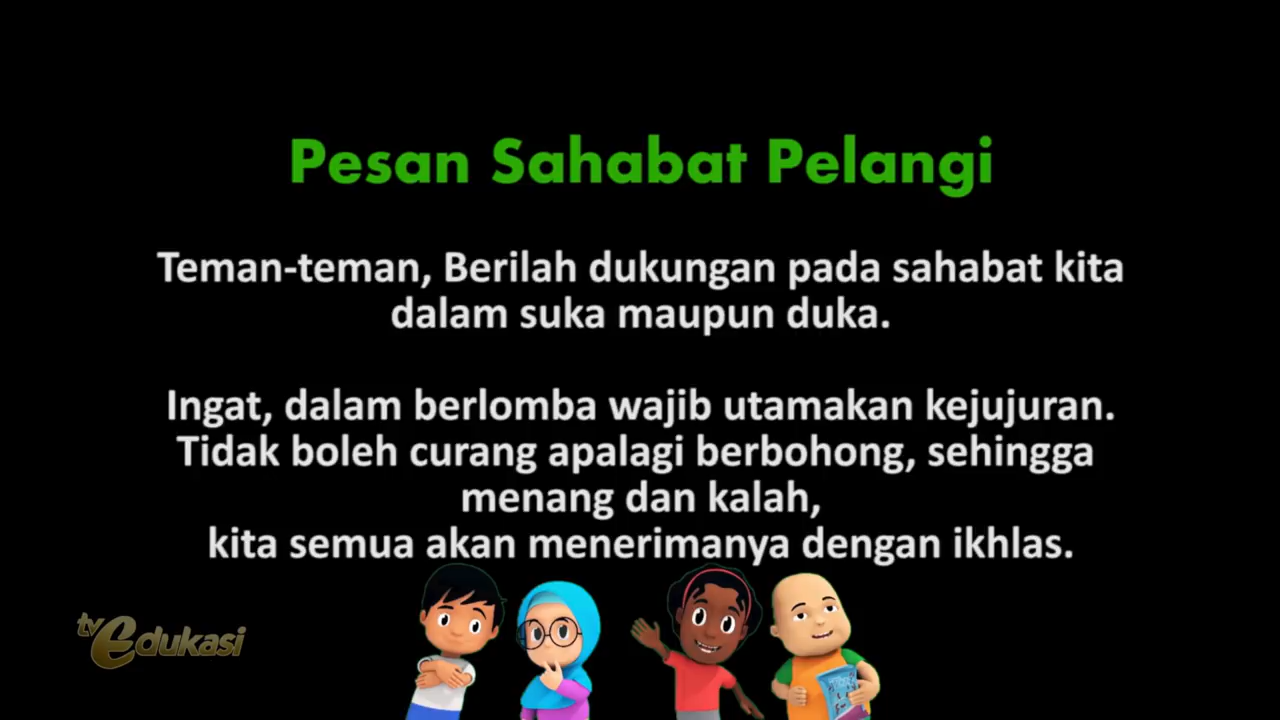 Pesan Sahabat Pelangi
Teman-teman, Berilah dukungan pada sahabat kita
dalam suka maupun duka.
Ingat, dalam berlomba wajib utamakan kejujuran.
Tidak boleh curang apalagi berbohong, sehingga
menang dan kalah,
kita semua akan menerimanya dengan ikhlas.
tv edukasi